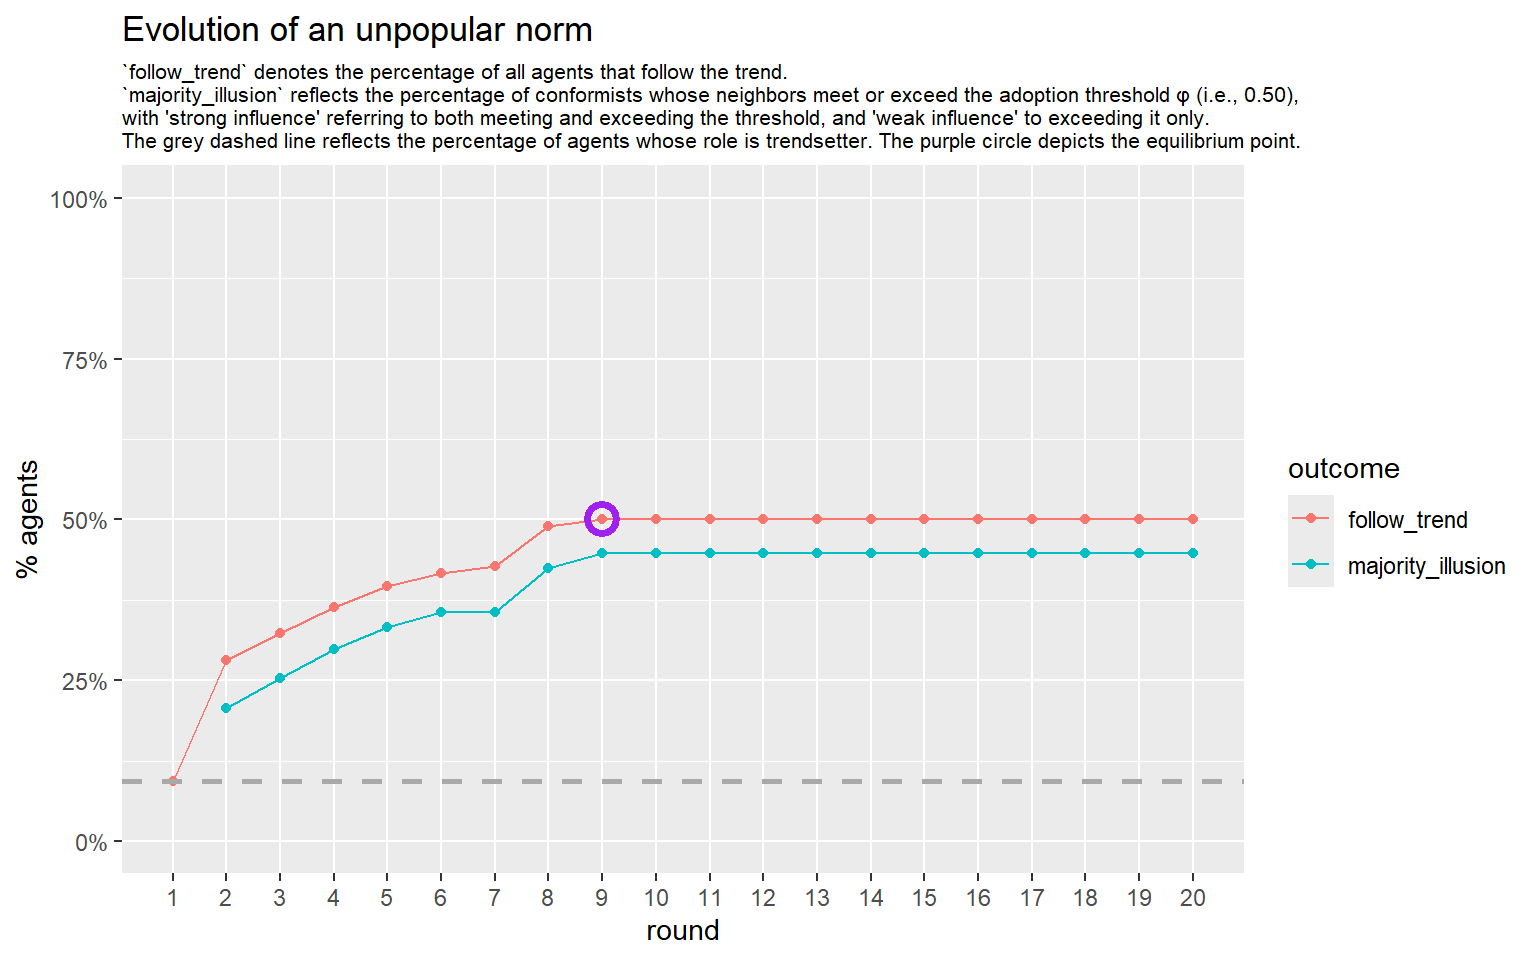 Evolution of an unpopular norm
`follow_trend` denotes the percentage of all agents that follow the trend.
`majority_illusion` reflects the percentage of conformists whose neighbors meet or exceed the adoption threshold φ (i.e., 0.50),
with 'strong influence' referring to both meeting and exceeding the threshold, and 'weak influence' to exceeding it only.
The grey dashed line reflects the percentage of agents whose role is trendsetter. The purple circle depicts the equilibrium point.
100%
75%
50%
25%
0%
% agents
1 2 3 4 5 6 7 8 9 10 11 12 13 14 15 16 17 18 19 20
round
outcome
follow_trend
majority_illusion